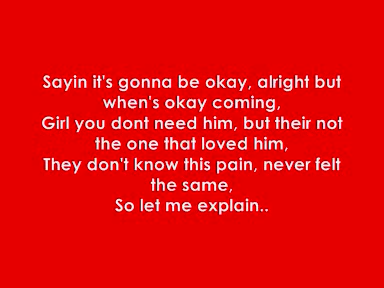 Sayin it's gonna be okay, alright but
when's okay coming,
Girl you dont need him, but their not
the one that loved him,
They don't know this pain, never felt
the same,
So let me explain..